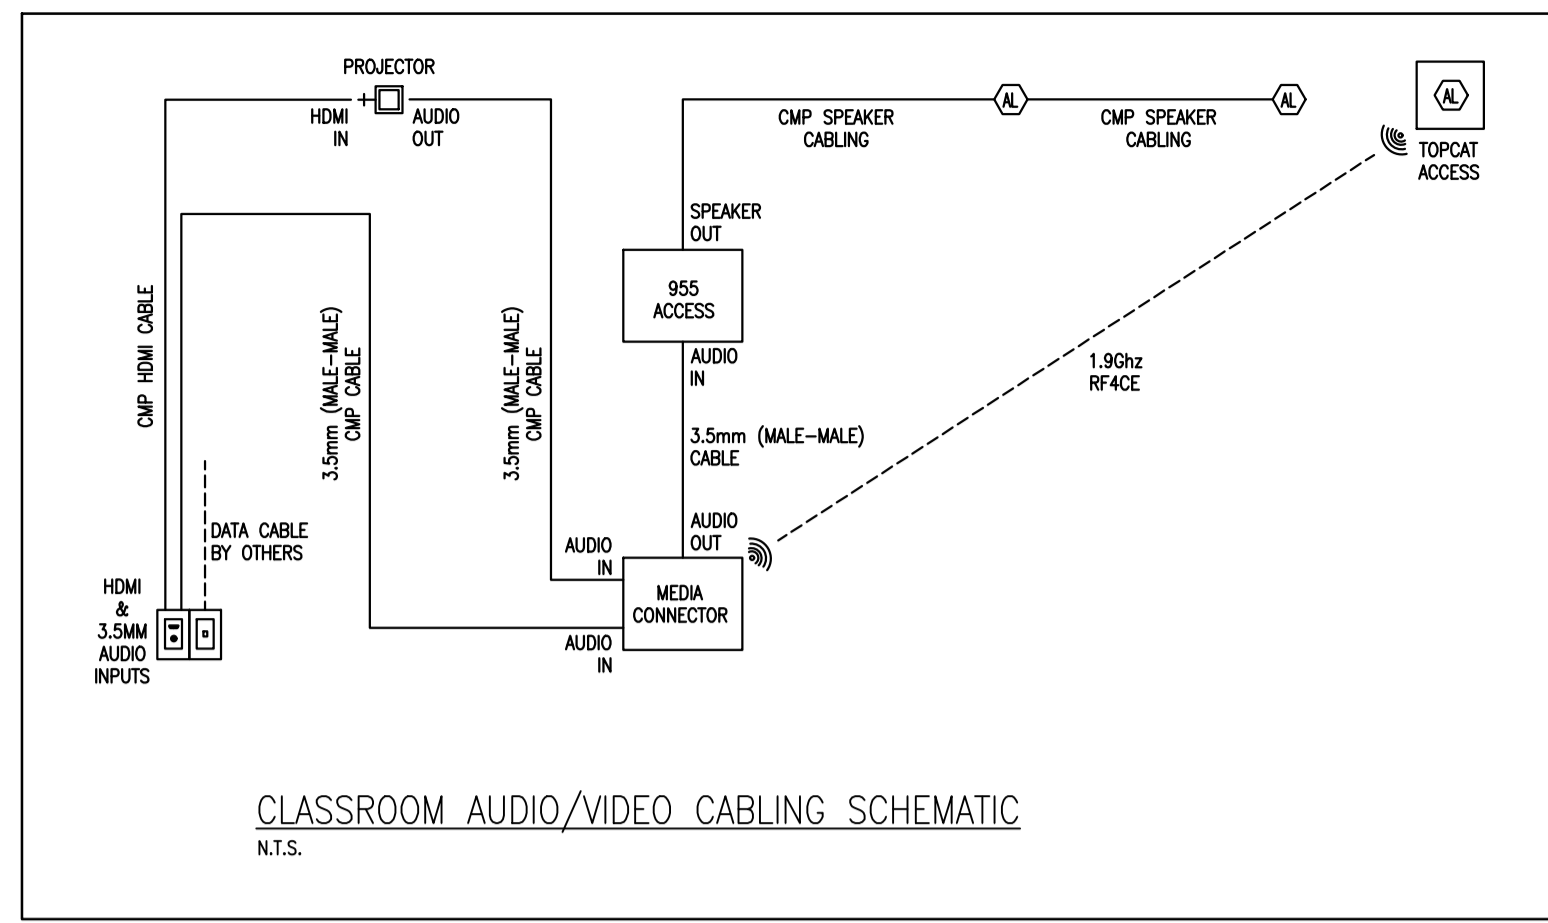 PROJECTOR
HDMI
IN
AUDIO
OUT
CMP SPEAKER
CABLING
AL
CMP SPEAKER
CABLING
AL
AL
TOPCAT
ACCESS
SPEAKER
OUT
955
ACCESS
AUDIO
IN
CMP HDMI CABLE
3.5mm (MALE-MALE)
CMP CABLE
3.5mm (MALE-MALE)
CMP CABLE
1.9Ghz
RF4CE
3.5mm (MALE-MALE)
CABLE
DATA CABLE
BY OTHERS
AUDIO
OUT
AUDIO
IN
MEDIA
CONNECTOR
AUDIO
IN
HDMI
&
3.5MM
AUDIO
INPUTS
CLASSROOM AUDIO/VIDEO CABLING SCHEMATIC
N.T.S.